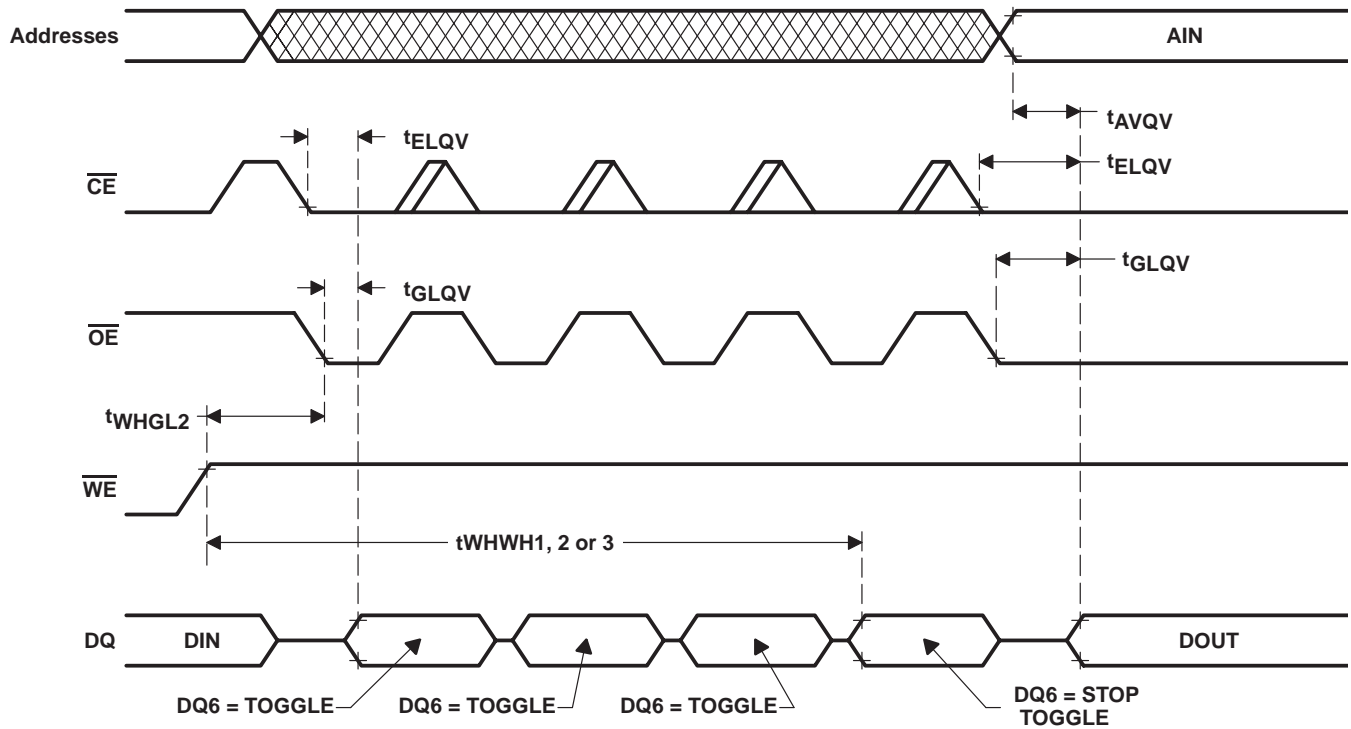 Addresses
AIN
tAVQV
tELQV
tELQV
CE
tGLQV
tGLQV
OE
tWHGL2
WE
tWHWH1, 2 or 3
DQ
DIN
DOUT
DQ6 = TOGGLE
DQ6 = TOGGLE
DQ6 = TOGGLE
DQ6 = STOP
TOGGLE